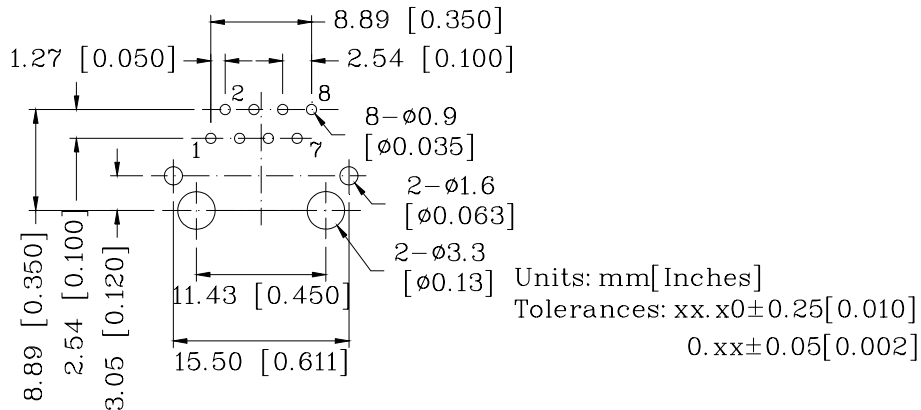 8.89 [0.350]
1.27 [0.050]
2.54 [0.100]
2
8
8-ø0.9
[ø0.035]
1
7
2-ø1.6
[ø0.063]
2-ø3.3
[ø0.13]
8.89 [0.350]
2.54 [0.100]
3.05 [0.120]
11.43 [0.450]
15.50 [0.611]
Units: mm[Inches]
Tolerances: xx.x0±0.25[0.010]
0.xx±0.05[0.002]